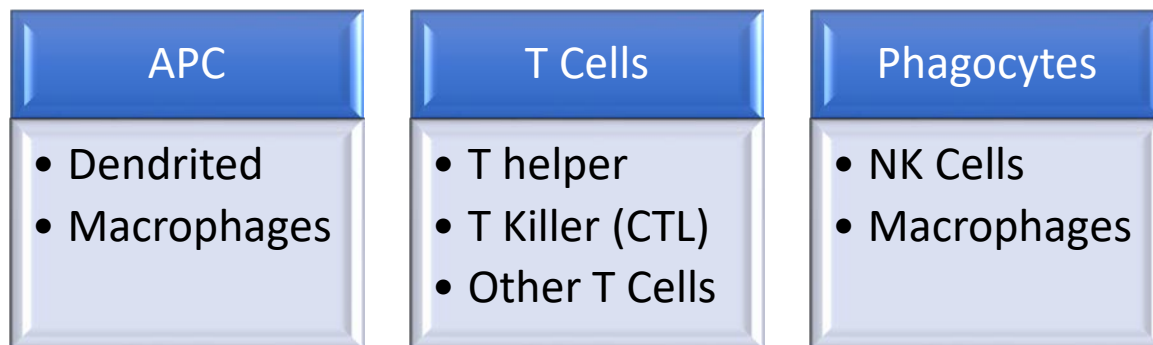 APC
• Dendrited
• Macrophages
T Cells
• T helper
• T Killer (CTL)
• Other T Cells
Phagocytes
• NK Cells
• Macrophages